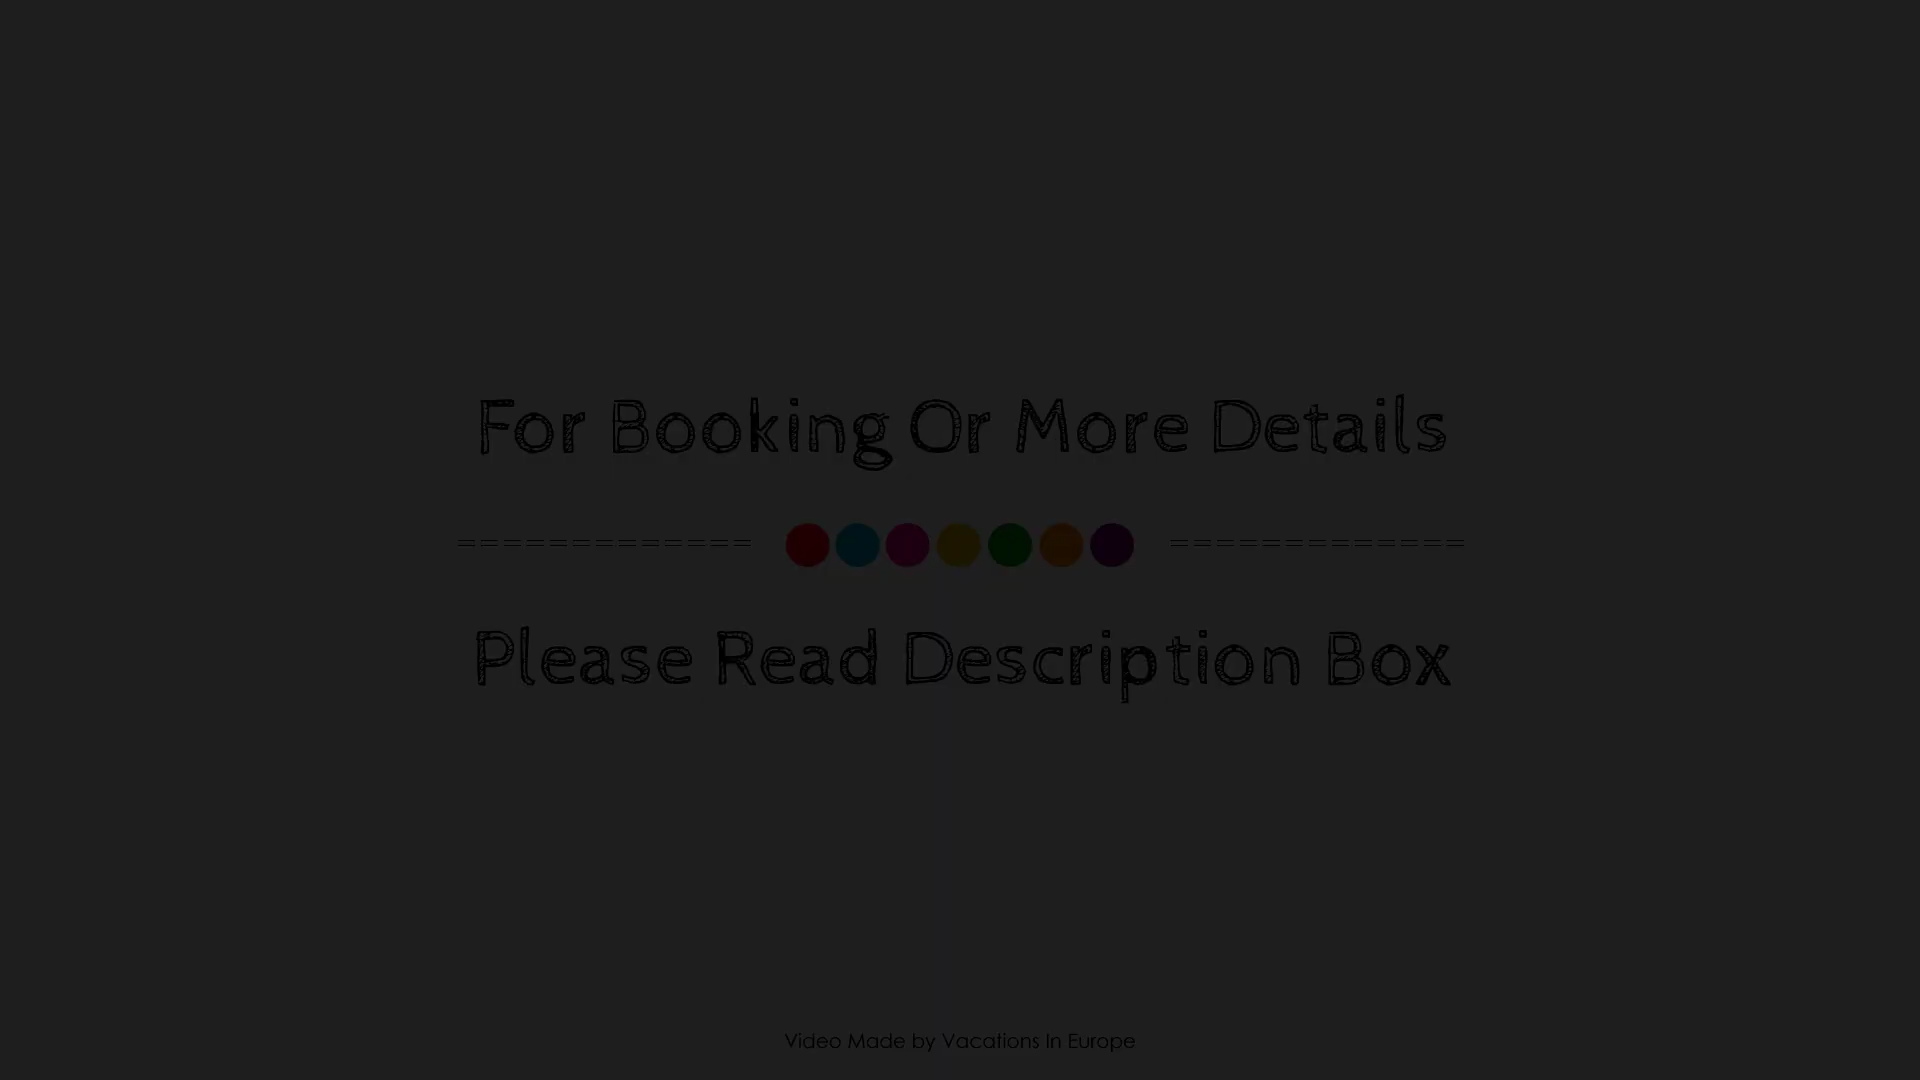 For Booking Or More Details
============= =============
Please Read Description Box
Video Made by Vacations In Europe